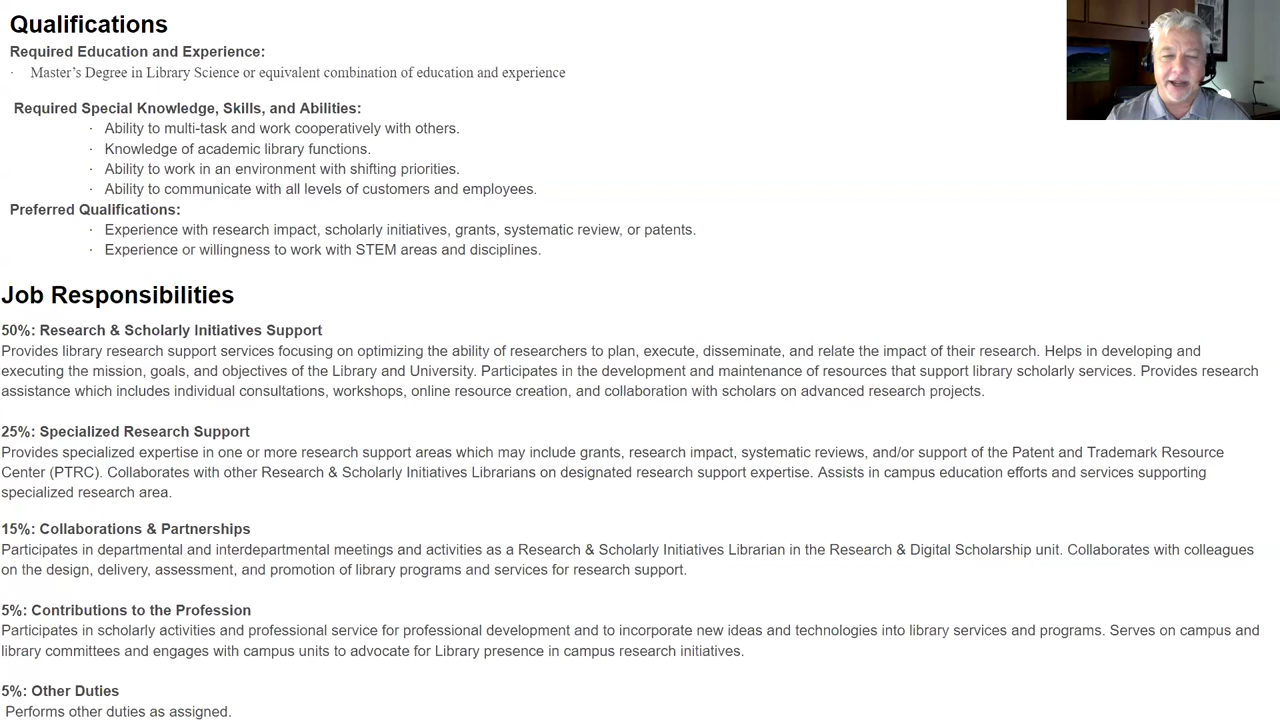 Qualifications
Required Education and Experience:
· Master’s Degree in Library Science or equivalent combination of education and experience
Required Special Knowledge, Skills, and Abilities:
· Ability to multi-task and work cooperatively with others.
· Knowledge of academic library functions.
· Ability to work in an environment with shifting priorities.
· Ability to communicate with all levels of customers and employees.
Preferred Qualifications:
· Experience with research impact, scholarly initiatives, grants, systematic review, or patents.
· Experience or willingness to work with STEM areas and disciplines.
Job Responsibilities
50%: Research & Scholarly Initiatives Support
Provides library research support services focusing on optimizing the ability of researchers to plan, execute, disseminate, and relate the impact of their research. Helps in developing and
executing the mission, goals, and objectives of the Library and University. Participates in the development and maintenance of resources that support library scholarly services. Provides research
assistance which includes individual consultations, workshops, online resource creation, and collaboration with scholars on advanced research projects.
25%: Specialized Research Support
Provides specialized expertise in one or more research support areas which may include grants, research impact, systematic reviews, and/or support of the Patent and Trademark Resource
Center (PTRC). Collaborates with other Research & Scholarly Initiatives Librarians on designated research support expertise. Assists in campus education efforts and services supporting
specialized research area.
15%: Collaborations & Partnerships
Participates in departmental and interdepartmental meetings and activities as a Research & Scholarly Initiatives Librarian in the Research & Digital Scholarship unit. Collaborates with colleagues
on the design, delivery, assessment, and promotion of library programs and services for research support.
5%: Contributions to the Profession
Participates in scholarly activities and professional service for professional development and to incorporate new ideas and technologies into library services and programs. Serves on campus and
library committees and engages with campus units to advocate for Library presence in campus research initiatives.
5%: Other Duties
Performs other duties as assigned.